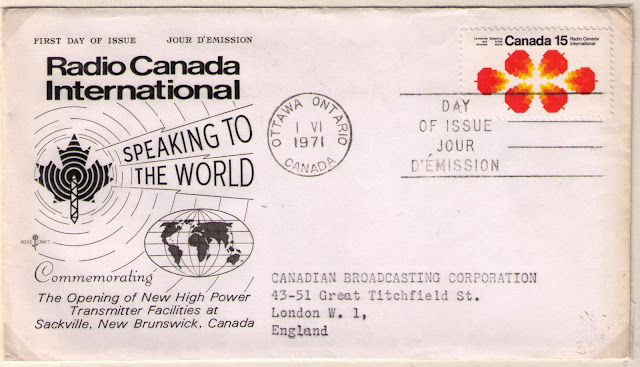 FIRST DAY OF ISSUE JOUR D'EMISSION
Radio Canada
International
SPEAKING TO
THE WORLD
ROSE CRAFT
Commemorating
The Opening of New High Power
Transmitter Facilities at
Sackville, New Brunswick, Canada
OTTAWA ONTARIO
1 VI
1971
CANADA
Canada 15
Radio Canada
International
DAY
OF ISSUE
JOUR
D'ÉMISSION
CANADIAN BROADCASTING CORPORATION
43-51 Great Titchfield St.
London W. 1,
England